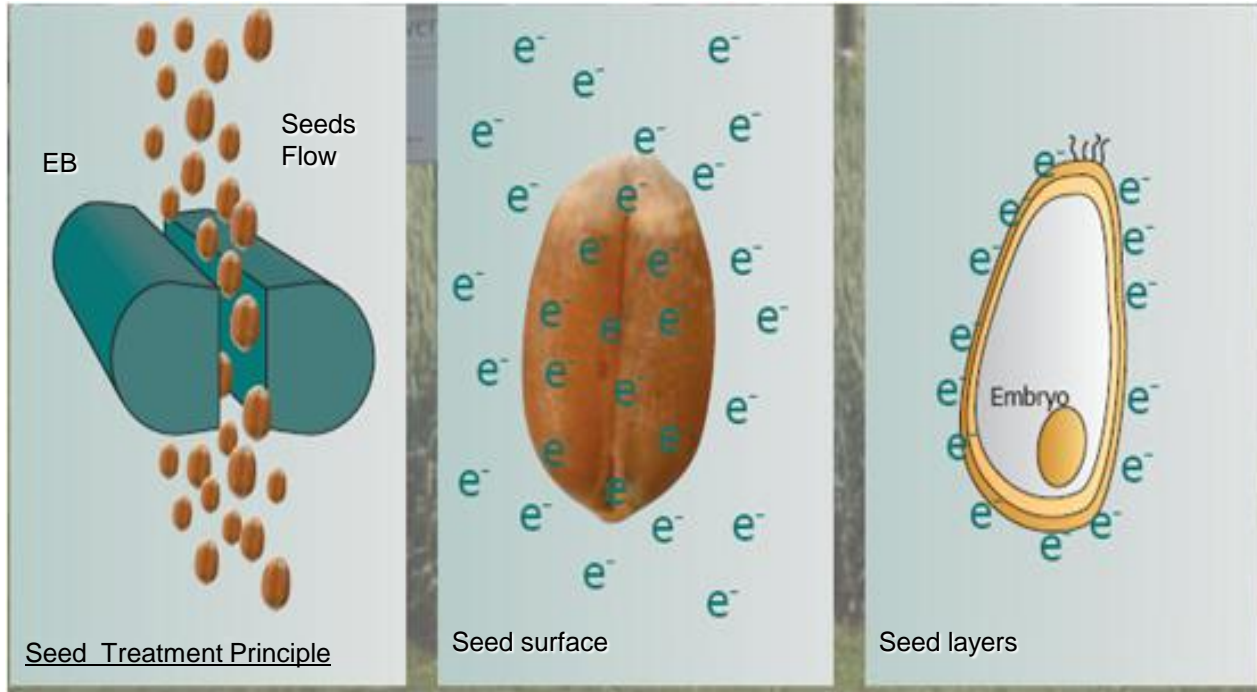 EB
Seeds
Flow
Seed Treatment Principle
e⁻ e⁻
e⁻
e⁻ e⁻ e⁻
e⁻ e⁻ e⁻
e⁻ e⁻ e⁻
e⁻ e⁻ e⁻ e⁻ e⁻
e⁻ e⁻ e⁻ e⁻
e⁻ e⁻ e⁻
e⁻ e⁻ e⁻
e⁻ e⁻ e⁻
e⁻ e⁻
Seed surface
e⁻ e⁻
e⁻ e⁻
e⁻ e⁻
e⁻
e⁻ e⁻
Embryo
e⁻ e⁻
e⁻ e⁻
e⁻
Seed layers